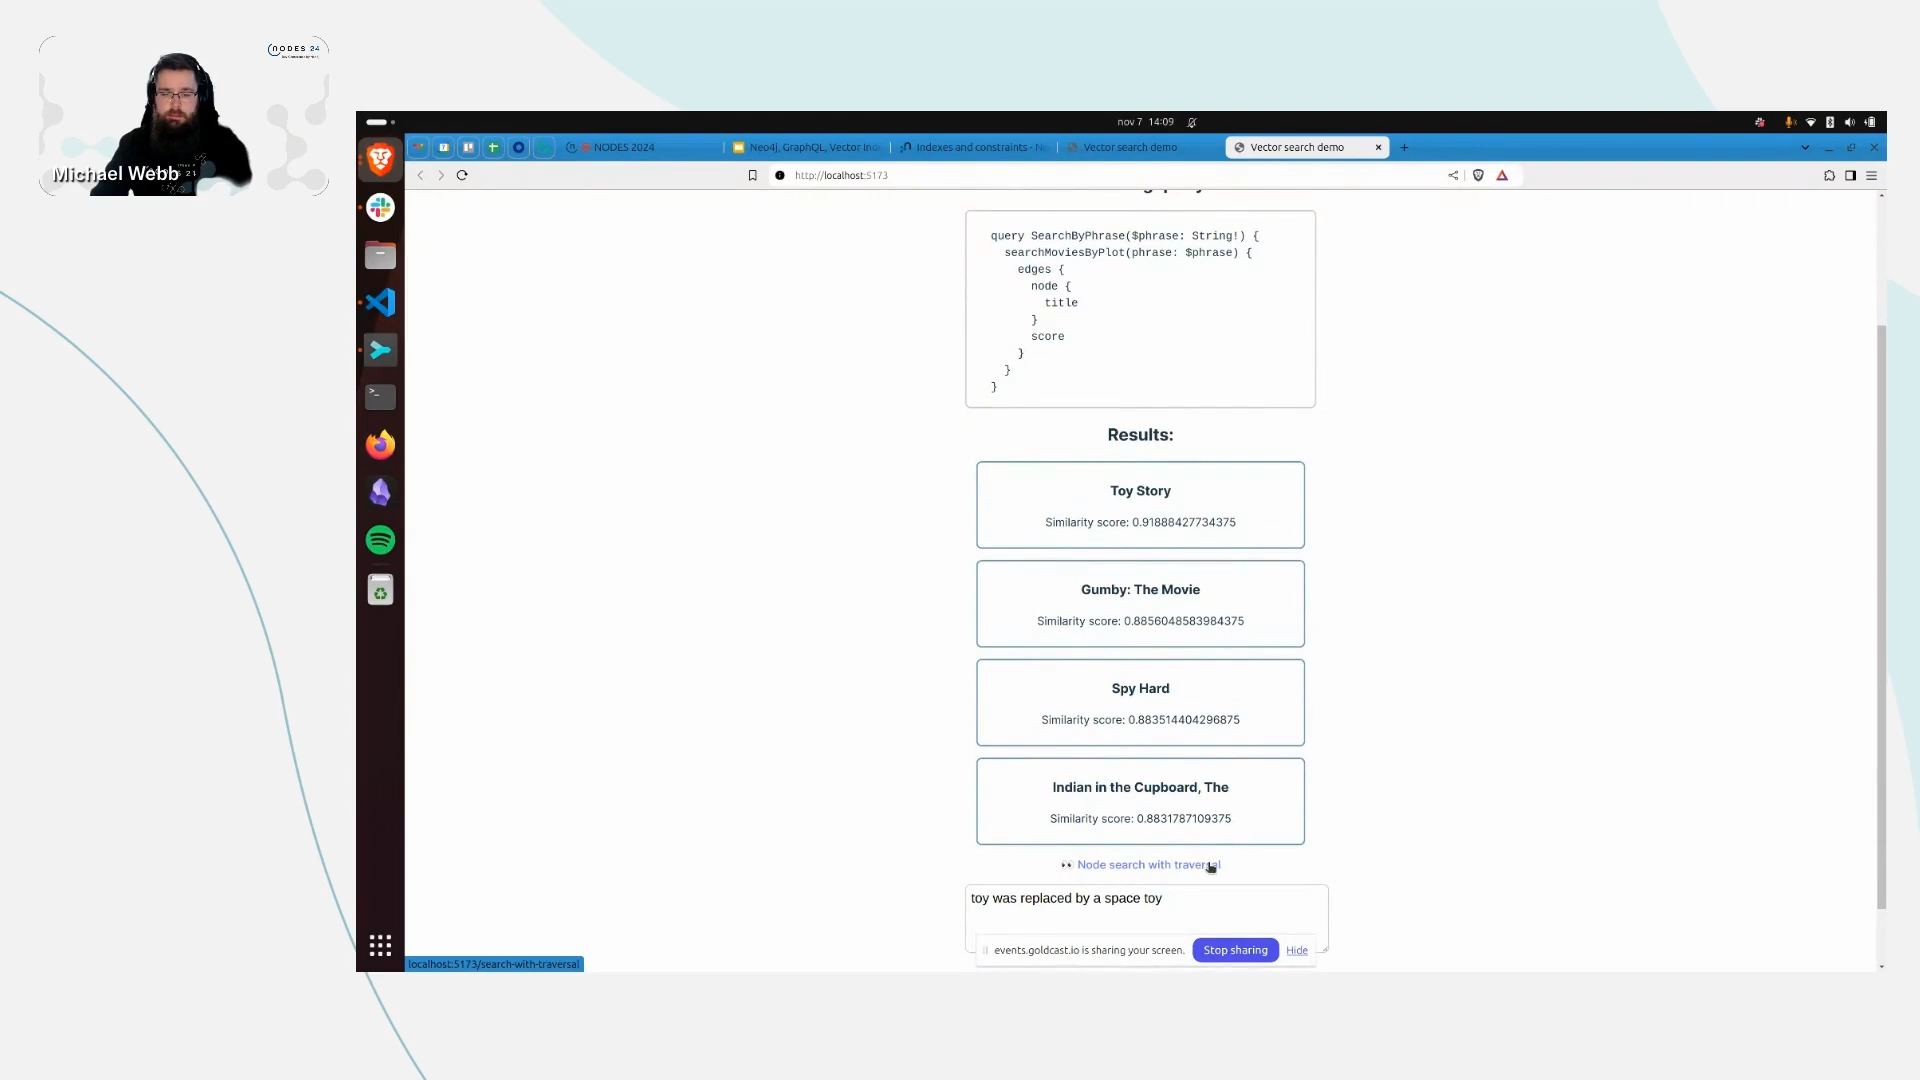 NODES 24
Michael Webb
nov 7 14:09
NODES 2024
Neo4j, GraphQL, Vector Ind
Indexes and constraints - N
Vector search demo
Vector search demo
http://localhost:5173
query SearchByPhrase($phrase: String!) {
searchMoviesByPlot(phrase: $phrase) {
edges {
node {
title
}
score
}
}
}
Results:
Toy Story
Similarity score: 0.91888427734375
Gumby: The Movie
Similarity score: 0.8856048583984375
Spy Hard
Similarity score: 0.883514404296875
Indian in the Cupboard, The
Similarity score: 0.8831787109375
👀 Node search with traversal
toy was replaced by a space toy
events.goldcast.io is sharing your screen.
Stop sharing
Hide
localhost:5173/search-with-traversal